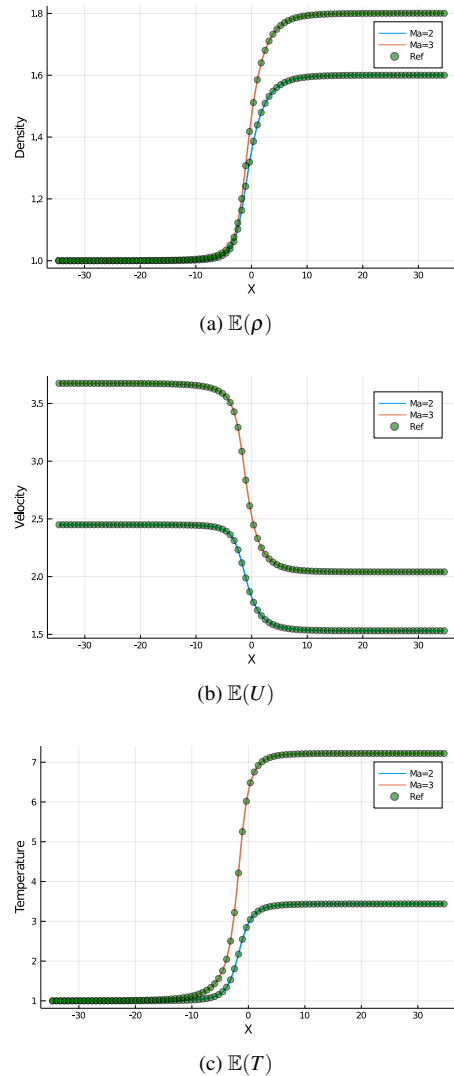 1.8
1.6
1.4
1.2
1.0
Density
-30 -20 -10 0 10 20 30
X
Ma=2
Ma=3
Ref
(a) 𝔼(ρ)
3.5
3.0
2.5
2.0
1.5
Velocity
-30 -20 -10 0 10 20 30
X
Ma=2
Ma=3
Ref
(b) 𝔼(U)
7
6
5
4
3
2
1
Temperature
-30 -20 -10 0 10 20 30
X
Ma=2
Ma=3
Ref
(c) 𝔼(T)